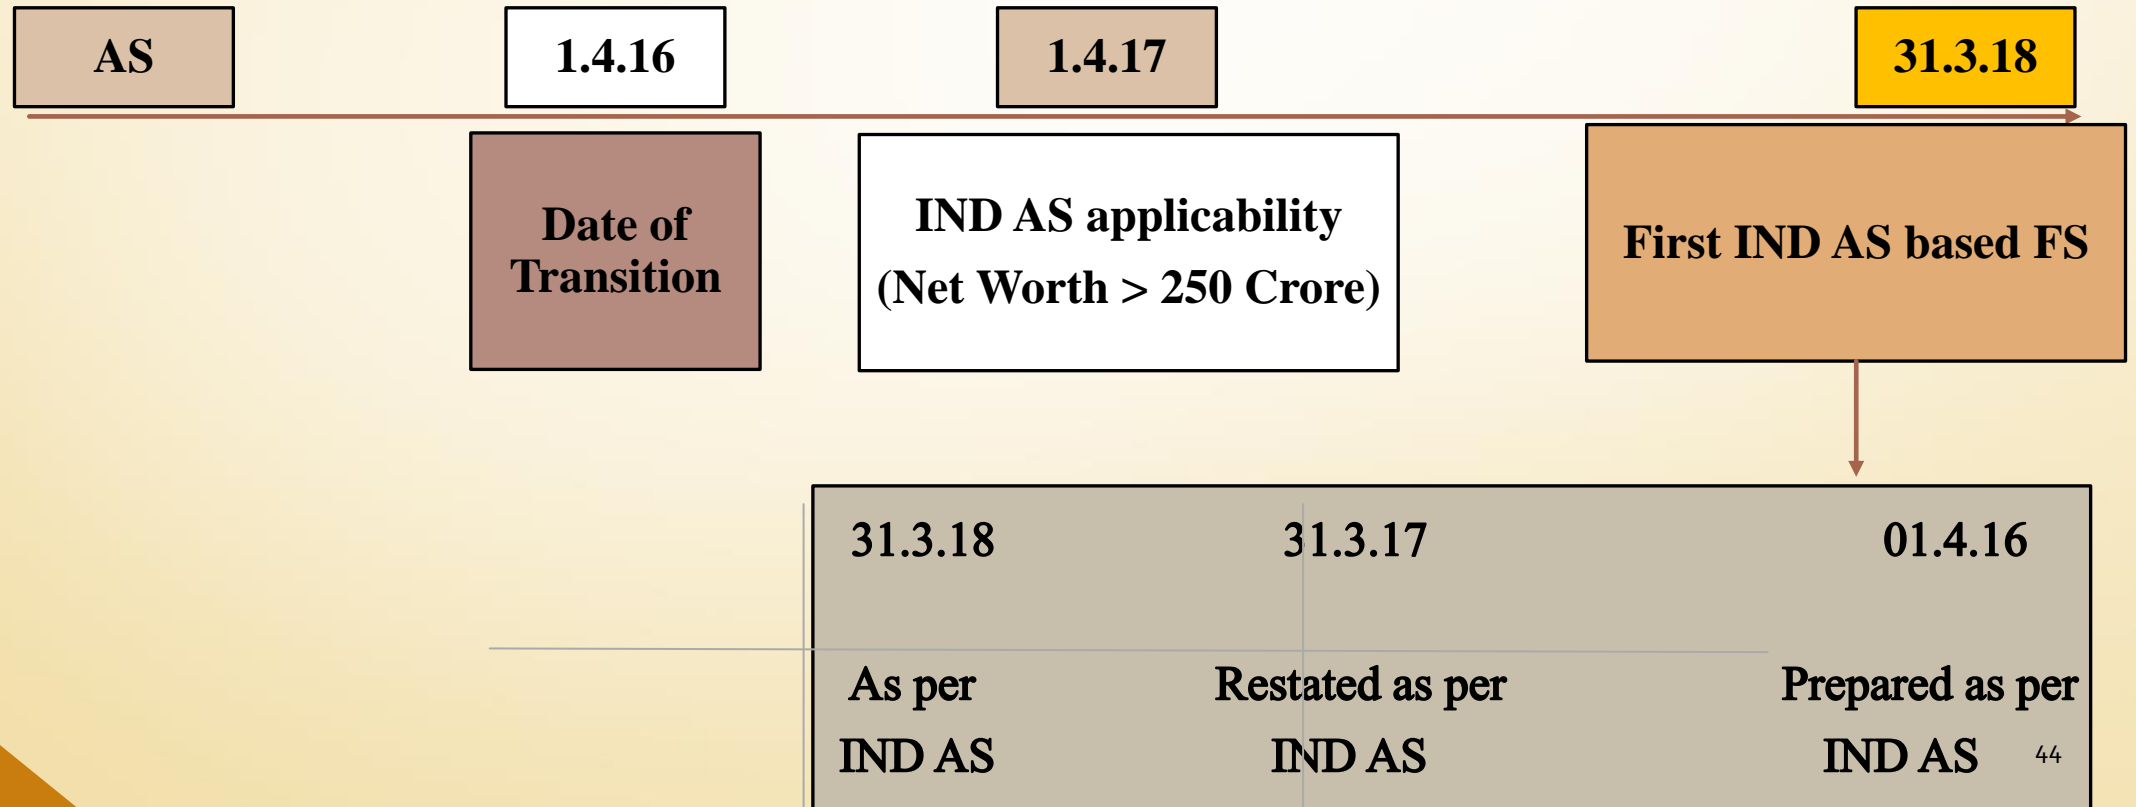 AS
1.4.16
1.4.17
31.3.18
Date of
Transition
IND AS applicability
(Net Worth > 250 Crore)
First IND AS based FS
31.3.18 31.3.17 01.4.16
As per Restated as per Prepared as per
IND AS IND AS IND AS
44